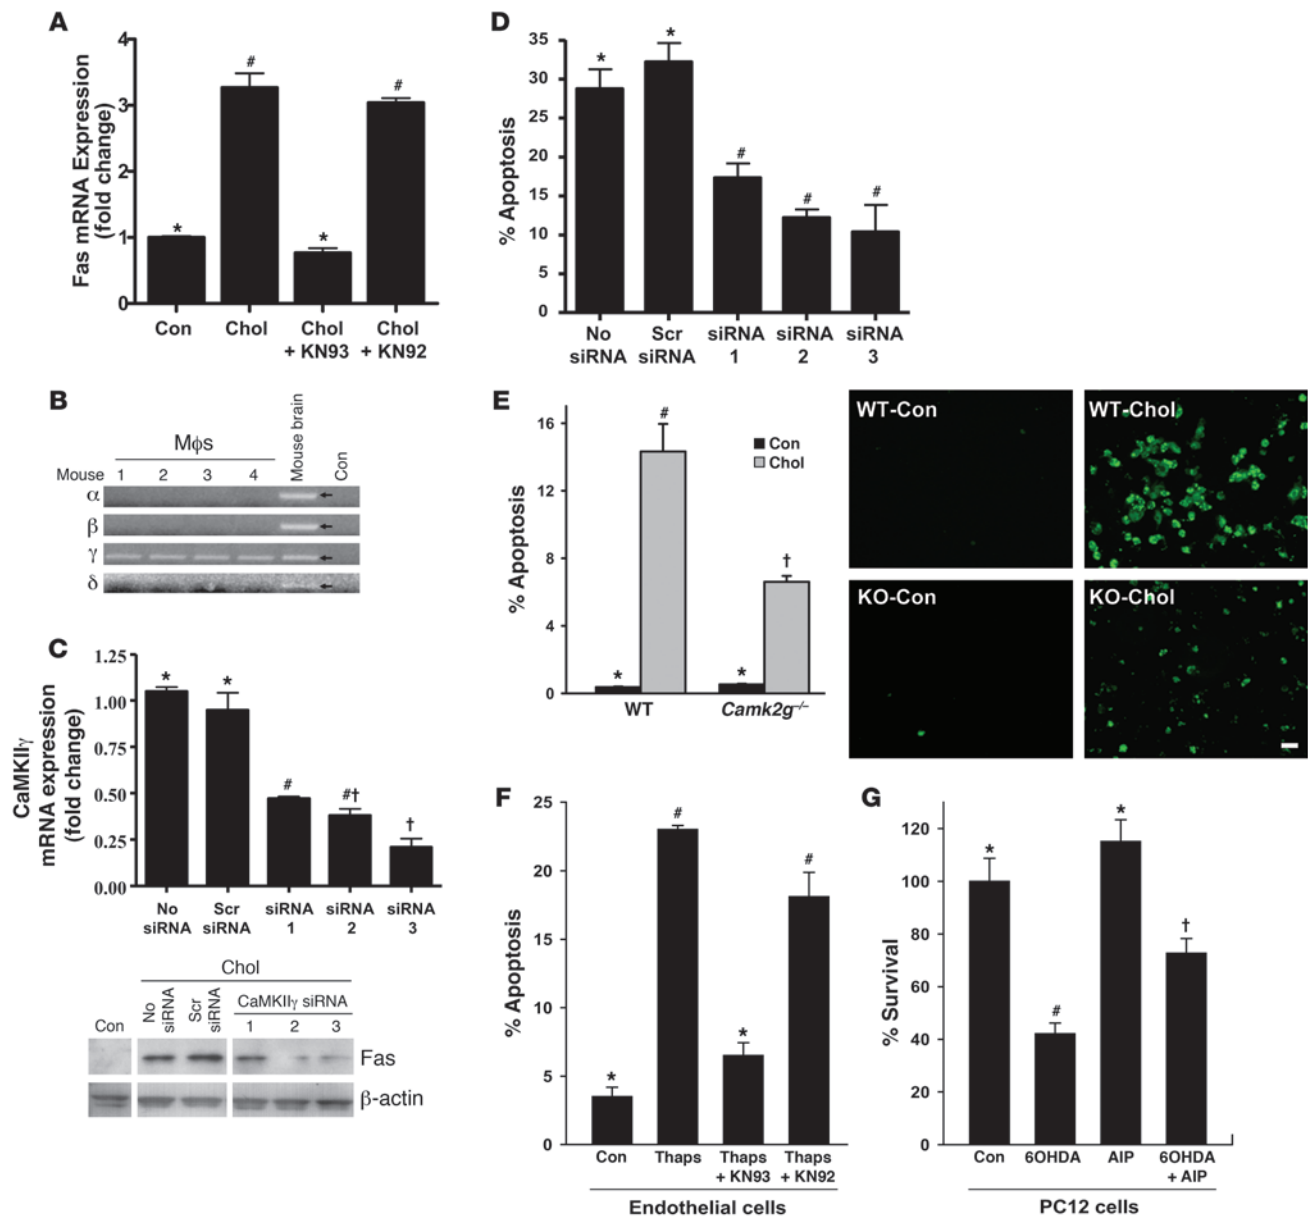 A
Fas mRNA Expression
(fold change)
4
3
2
1
0
#
#
*
*
Con
Chol
Chol
+ KN93
Chol
+ KN92
B
Mϕs
Mouse brain
Con
Mouse 1 2 3 4
α
β
γ
δ
C
CaMKIIγ
mRNA expression
(fold change)
1.25
1.00
0.75
0.50
0.25
0.00
*
*
#
#†
†
No
siRNA
Scr
siRNA
siRNA
1
siRNA
2
siRNA
3
Chol
Con
No
siRNA
Scr
siRNA
CaMKIIγ siRNA
1 2 3
Fas
β-actin
D
% Apoptosis
35
30
25
20
15
10
5
0
*
*
#
#
#
No
siRNA
Scr
siRNA
siRNA
1
siRNA
2
siRNA
3
E
% Apoptosis
16
12
8
4
0
#
†
*
*
Con
Chol
WT
Camk2g–/–
WT-Con
WT-Chol
KO-Con
KO-Chol
F
% Apoptosis
25
20
15
10
5
0
*
#
*
#
Con
Thaps
Thaps
+ KN93
Thaps
+ KN92
Endothelial cells
G
% Survival
120
100
80
60
40
20
0
*
#
*
†
Con
6OHDA
AIP
6OHDA
+ AIP
PC12 cells